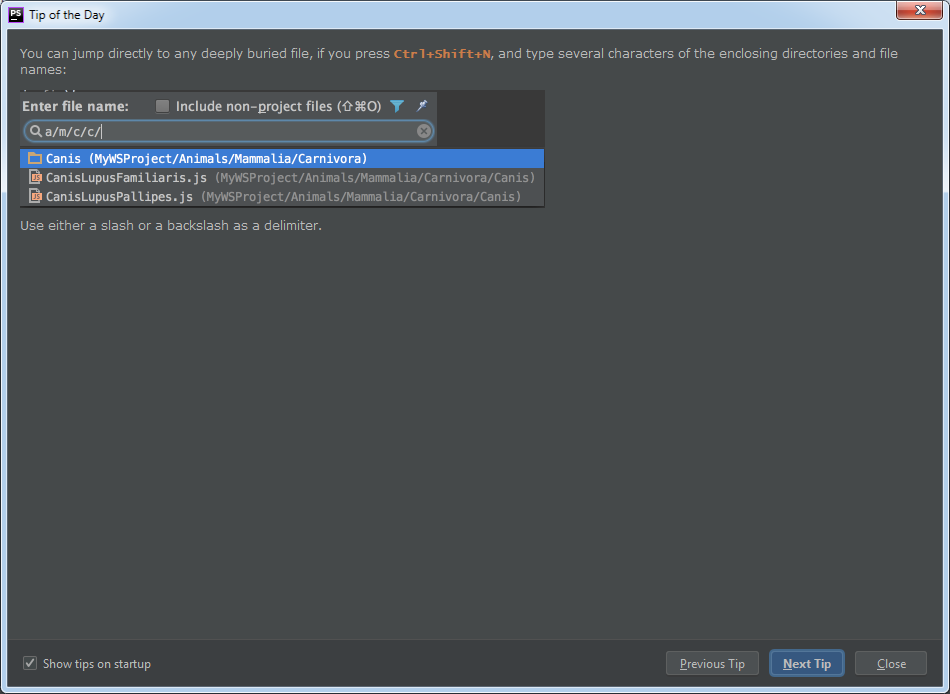 PS Tip of the Day
You can jump directly to any deeply buried file, if you press Ctrl+Shift+N, and type several characters of the enclosing directories and file
names:
Enter file name: Include non-project files (⇧⌘O)
a/m/c/c/
Canis (MyWSProject/Animals/Mammalia/Carnivora)
JS CanisLupusFamiliaris.js (MyWSProject/Animals/Mammalia/Carnivora/Canis)
JS CanisLupusPallipes.js (MyWSProject/Animals/Mammalia/Carnivora/Canis)
Use either a slash or a backslash as a delimiter.
Show tips on startup Previous Tip Next Tip Close